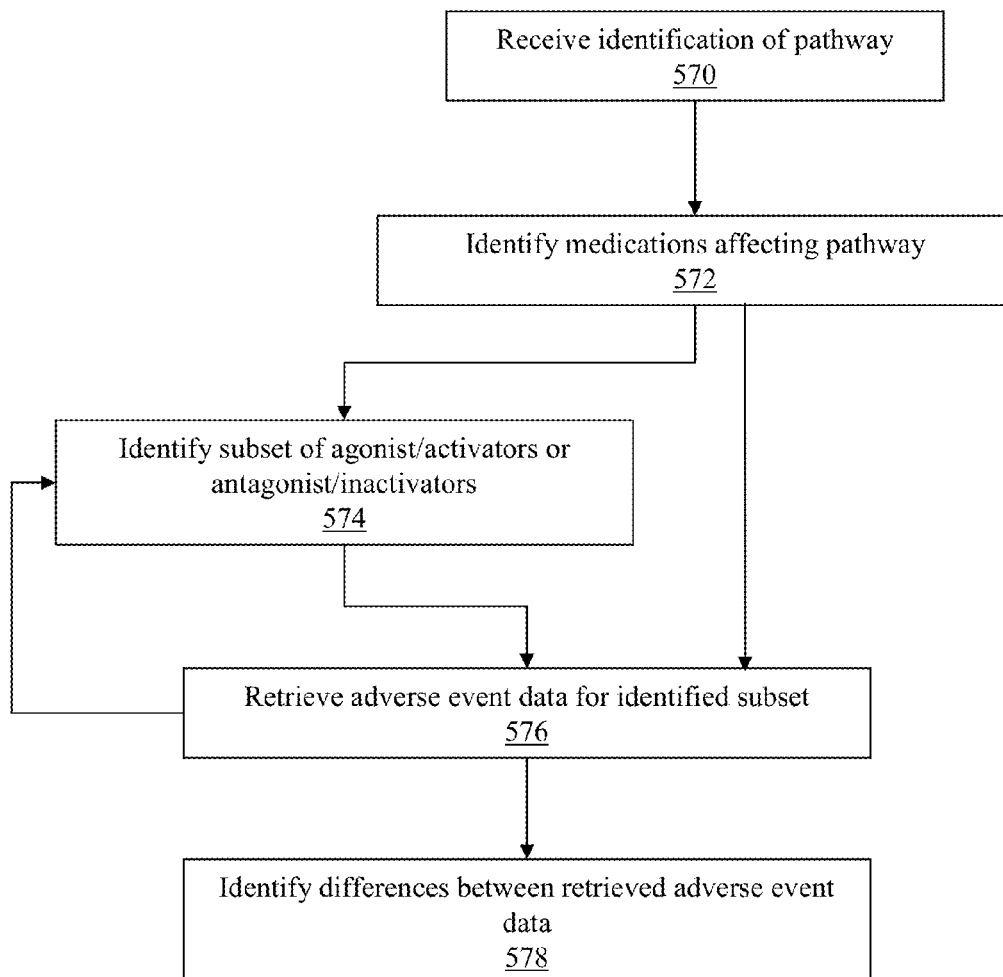 Receive identification of pathway
570
Identify medications affecting pathway
572
Identify subset of agonist/activators or
antagonist/inactivators
574
Retrieve adverse event data for identified subset
576
Identify differences between retrieved adverse event
data
578